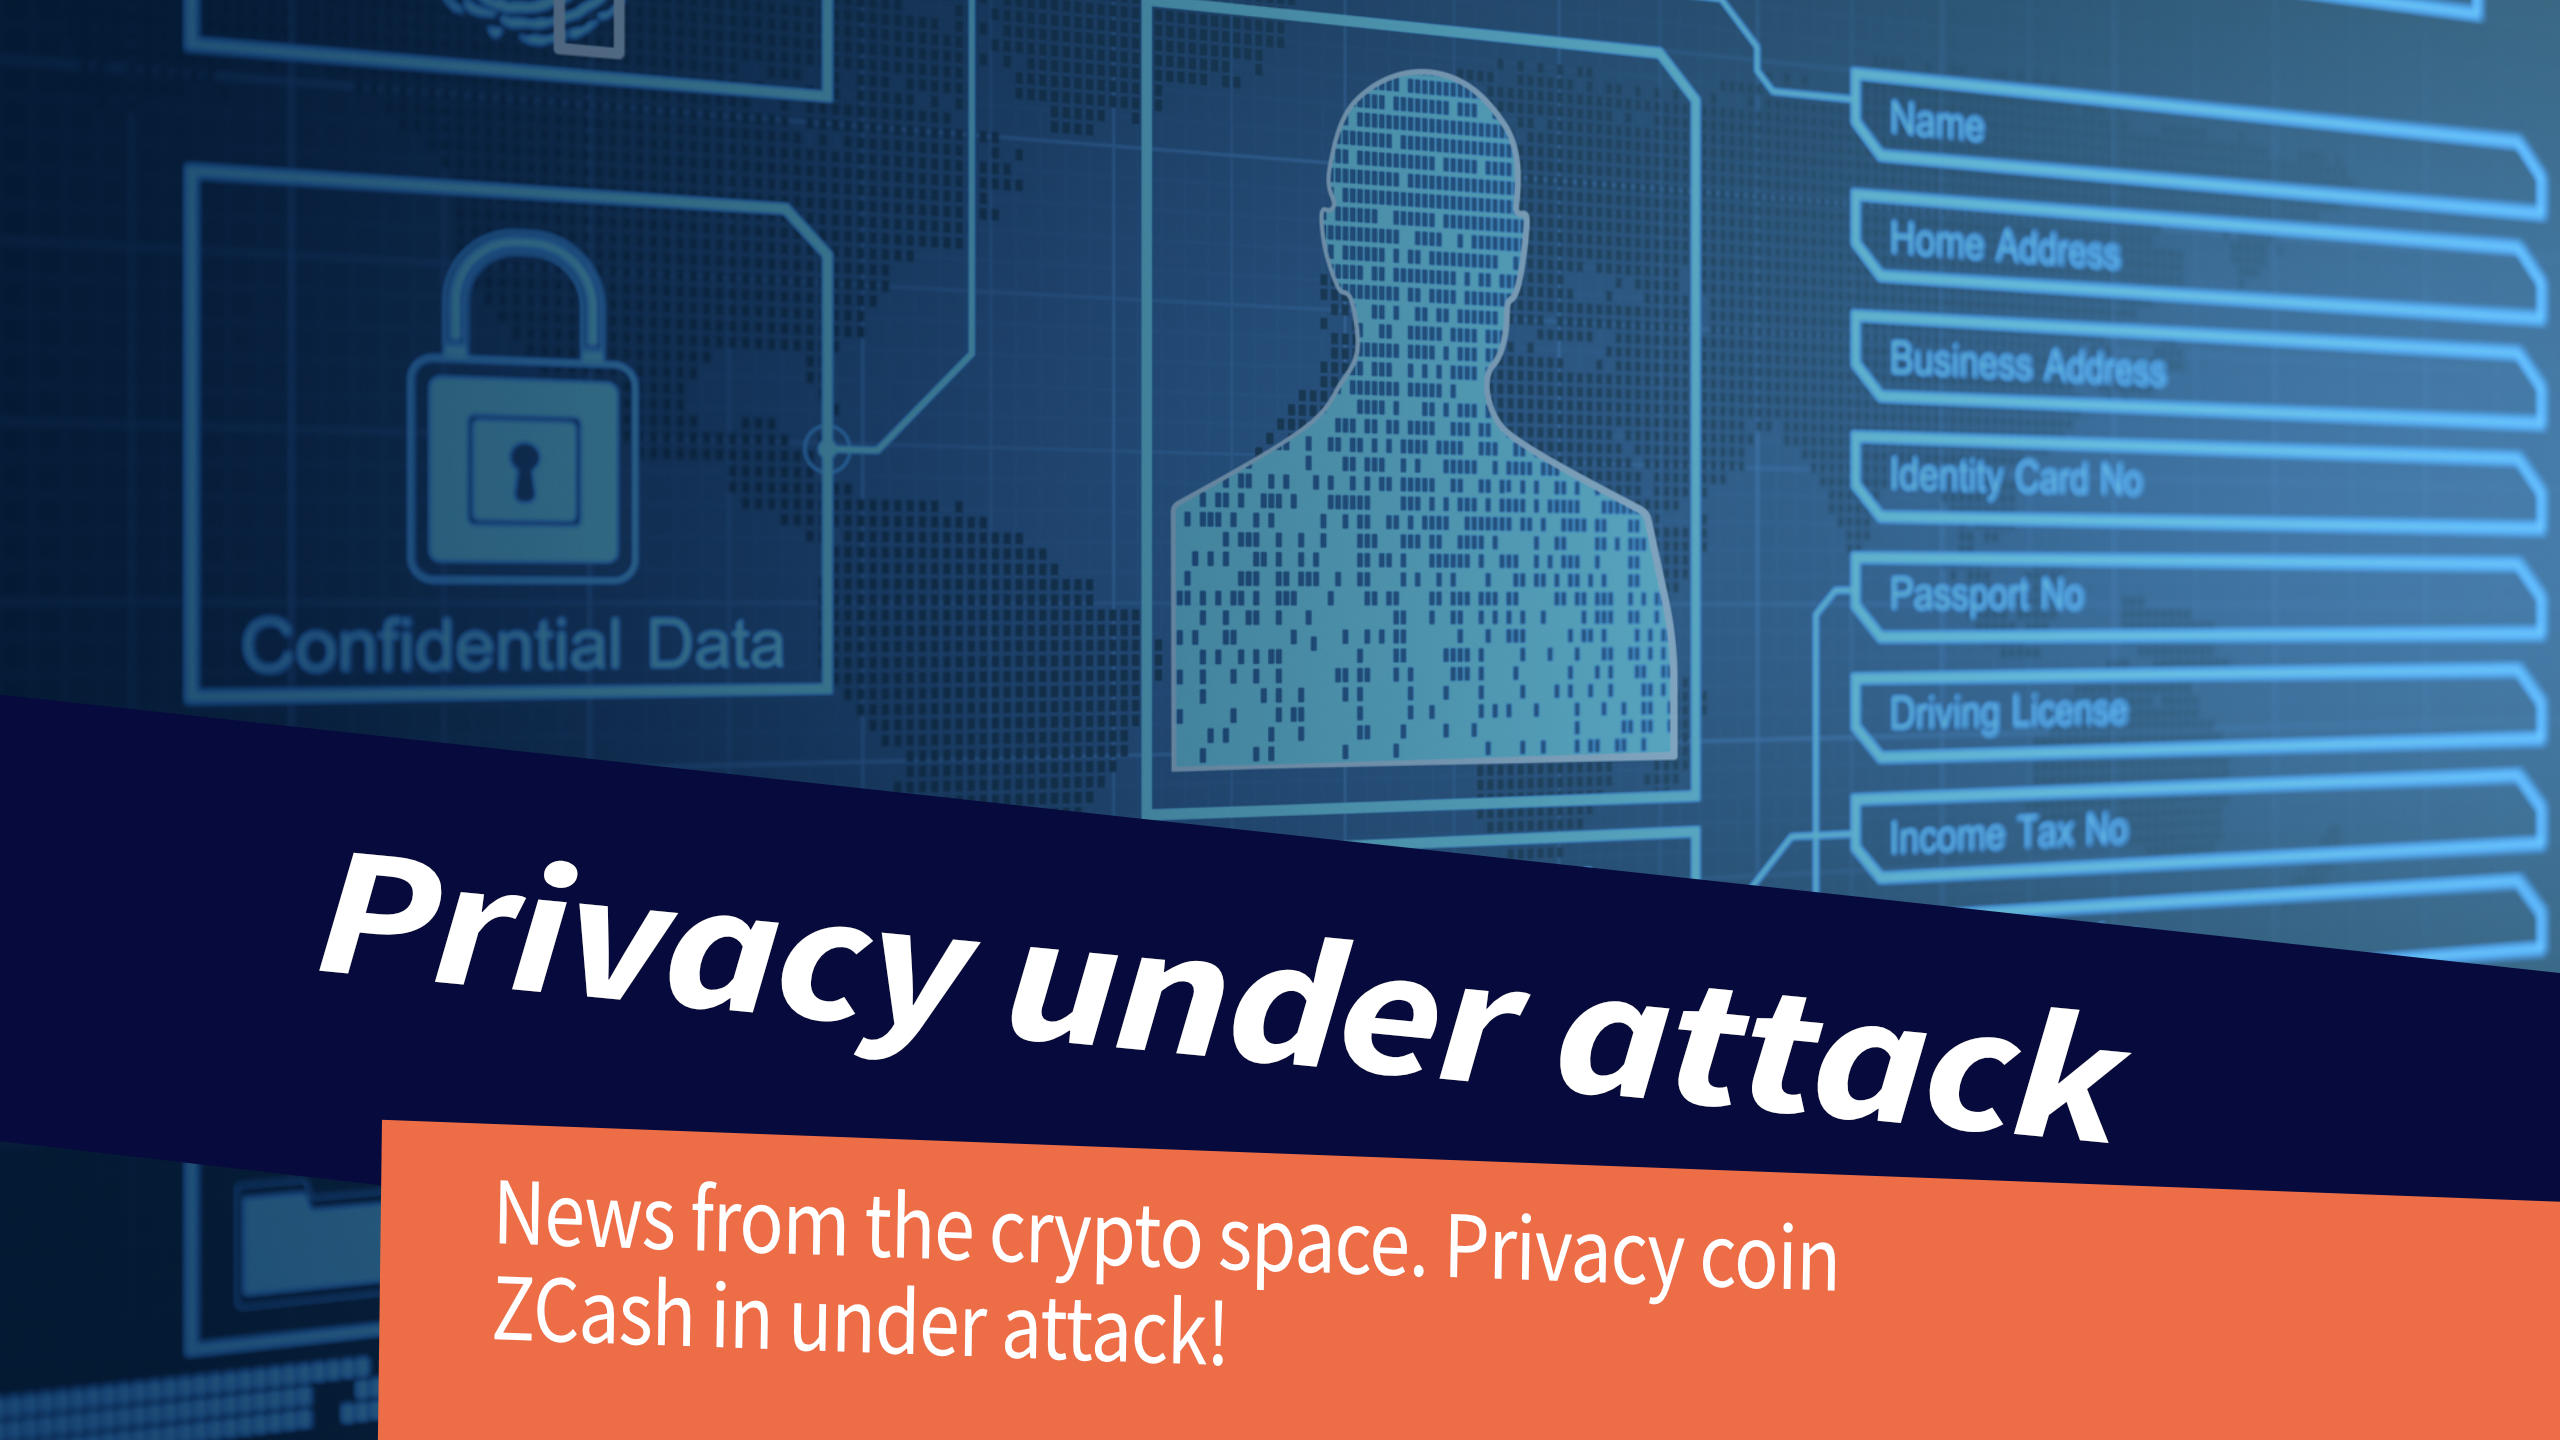 Confidential Data
Name
Home Address
Business Address
Identity Card No
Passport No
Driving License
Income Tax No
Privacy under attack
News from the crypto space. Privacy coin
ZCash in under attack!